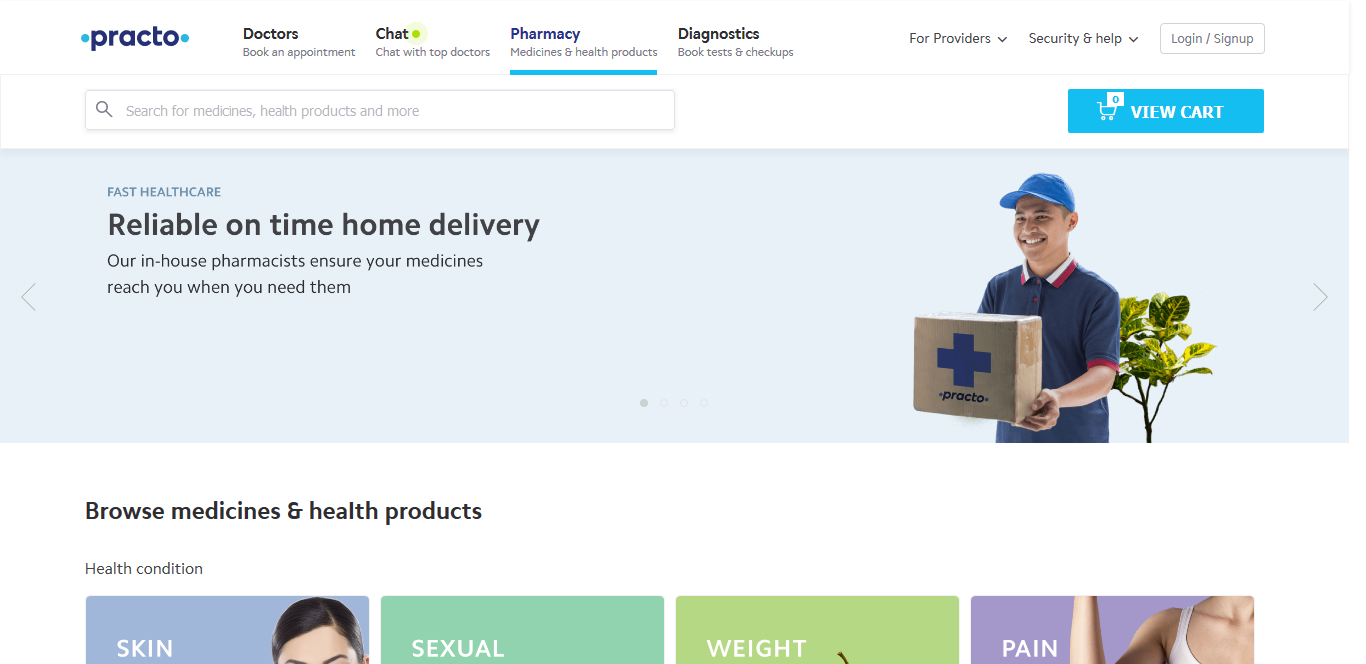 practo
Doctors
Book an appointment
Chat
Chat with top doctors
Pharmacy
Medicines & health products
Diagnostics
Book tests & checkups
For Providers
Security & help
Login / Signup
Search for medicines, health products and more
0
VIEW CART
FAST HEALTHCARE
Reliable on time home delivery
Our in-house pharmacists ensure your medicines
reach you when you need them
practo
Browse medicines & health products
Health condition
SKIN
SEXUAL
WEIGHT
PAIN